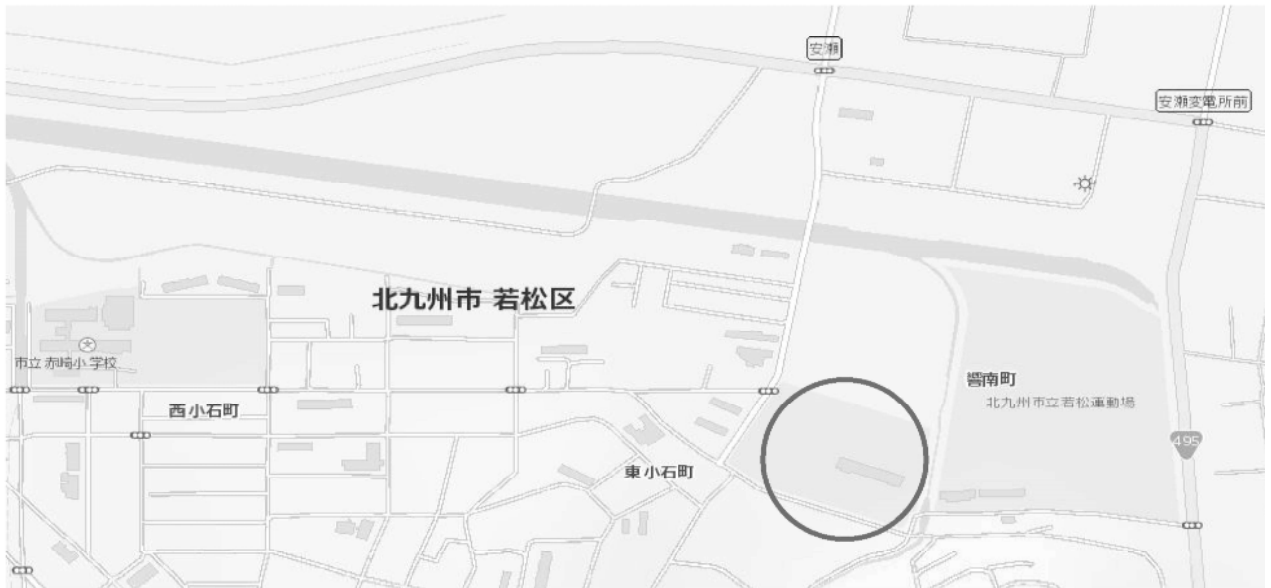 安瀬
安瀬変電所前
北九州市 若松区
市立赤崎小学校
響南町
北九州市立若松運動場
西小石町
495
東小石町